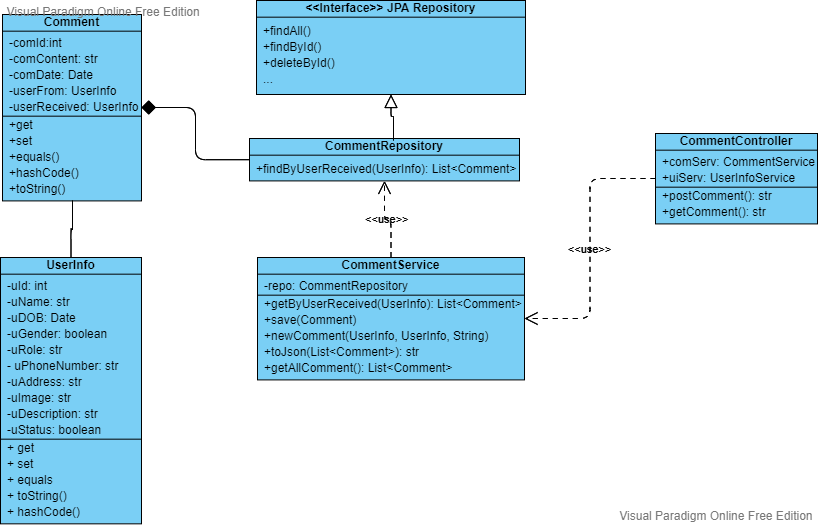 Visual Paradigm Online Free Edition
Comment
-comId:int
-comContent: str
-comDate: Date
-userFrom: UserInfo
-userReceived: UserInfo
+get
+set
+equals()
+hashCode()
+toString()
<<Interface>> JPA Repository
+findAll()
+findById()
+deleteById()
...
CommentRepository
+findByUserReceived(UserInfo): List<Comment>
CommentController
+comServ: CommentService
+uiServ: UserInfoService
+postComment(): str
+getComment(): str
<<use>>
<<use>>
UserInfo
-uId: int
-uName: str
-uDOB: Date
-uGender: boolean
-uRole: str
- uPhoneNumber: str
-uAddress: str
-uImage: str
-uDescription: str
-uStatus: boolean
+ get
+ set
+ equals
+ toString()
+ hashCode()
CommentService
-repo: CommentRepository
+getByUserReceived(UserInfo): List<Comment>
+save(Comment)
+newComment(UserInfo, UserInfo, String)
+toJson(List<Comment>): str
+getAllComment(): List<Comment>
Visual Paradigm Online Free Edition